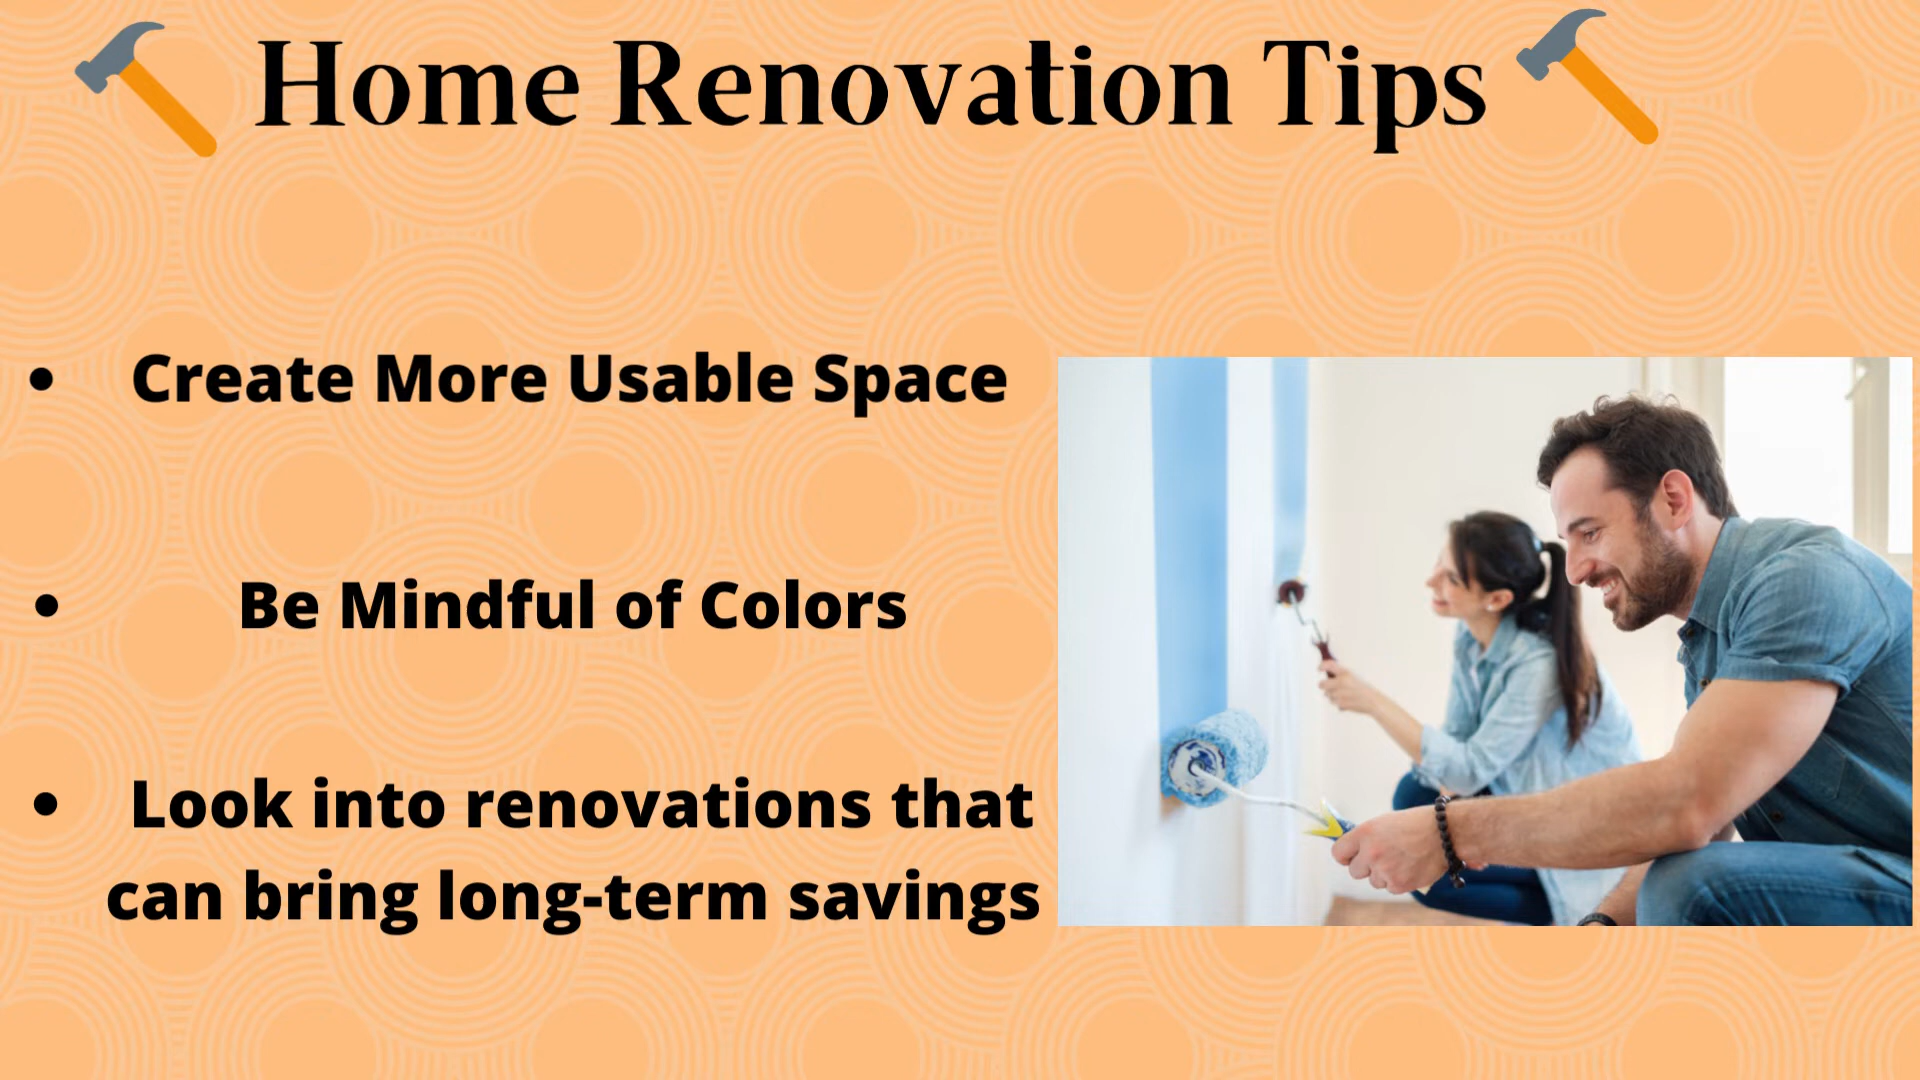 Home Renovation Tips
• Create More Usable Space
• Be Mindful of Colors
• Look into renovations that
can bring long-term savings